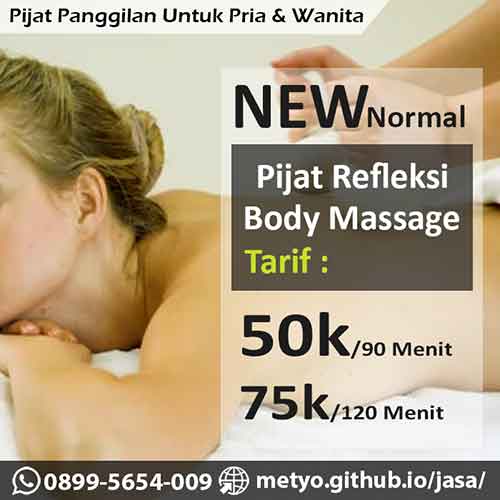 Pijat Panggilan Untuk Pria & Wanita
NEW Normal
Pijat Refleksi
Body Massage
Tarif :
50k/90 Menit
75k/120 Menit
0899-5654-009 metyo.github.io/jasa/